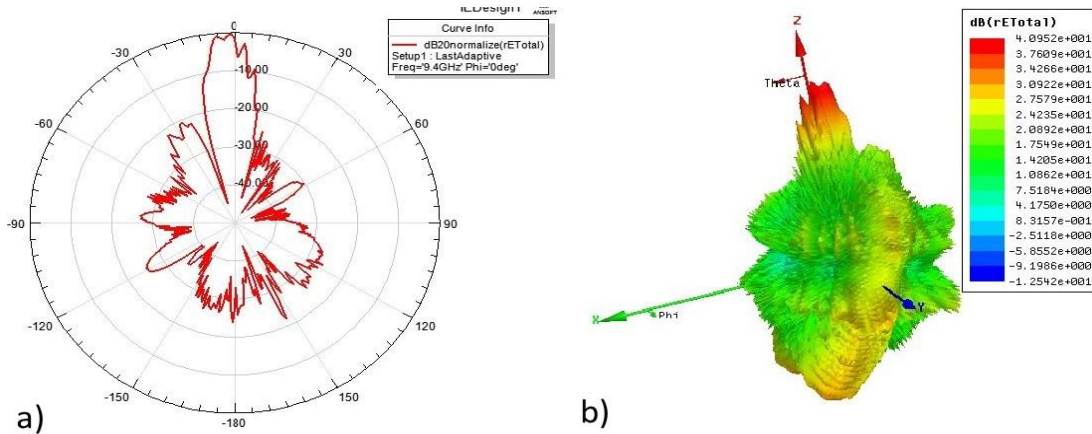 IEDesign1
ANSOFT
Curve Info
dB20normalize(rETotal)
Setup1 : LastAdaptive
Freq='9.4GHz' Phi='0deg'
0
-30
30
-10.00
-60
-20.00
60
-30.00
-40.00
-90
90
-120
120
-150
150
-180
a)
Z
Theta
X
Phi
Y
dB(rETotal)
4.0952e+001
3.7609e+001
3.4266e+001
3.0922e+001
2.7579e+001
2.4235e+001
2.0892e+001
1.7549e+001
1.4205e+001
1.0862e+001
7.5184e+000
4.1750e+000
8.3157e-001
-2.5118e+000
-5.8552e+000
-9.1986e+000
-1.2542e+001
b)